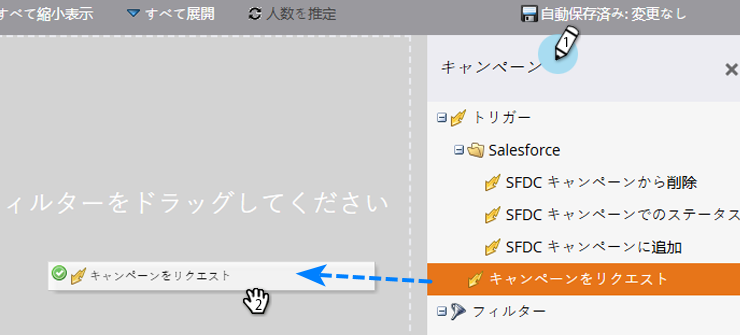 すべて縮小表示 すべて展開 人数を推定 自動保存済み: 変更なし
1
キャンペーン
トリガー
Salesforce
SFDC キャンペーンから削除
ィルターをドラッグしてください
SFDC キャンペーンでのステータス
SFDC キャンペーンに追加
キャンペーンをリクエスト
キャンペーンをリクエスト
2
フィルター